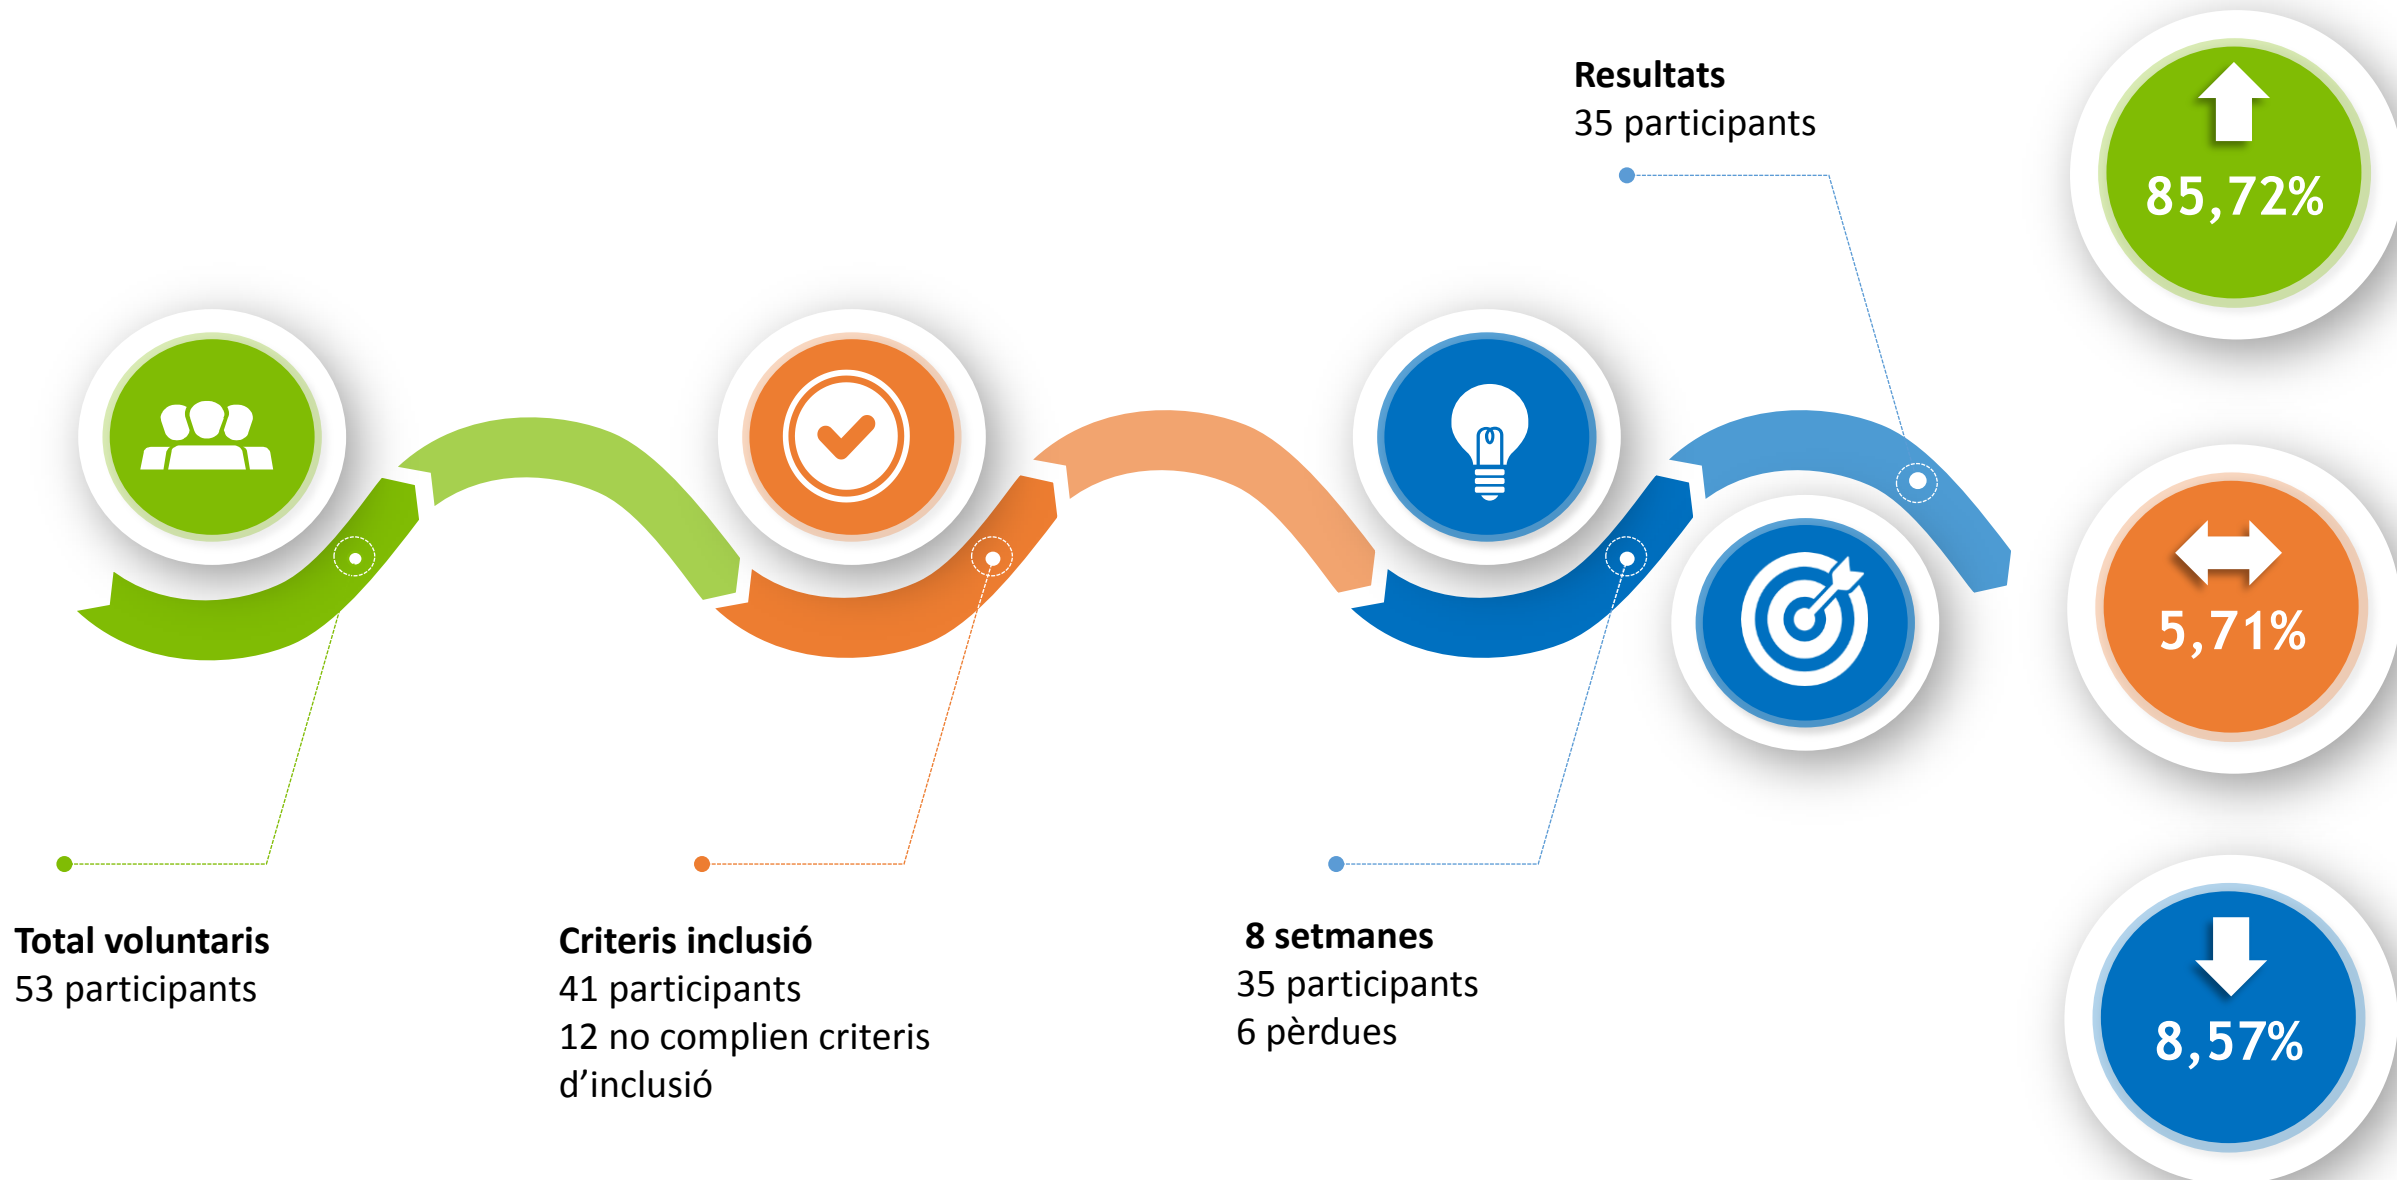 Total voluntaris
53 participants
Criteris inclusió
41 participants
12 no complien criteris
d’inclusió
8 setmanes
35 participants
6 pèrdues
Resultats
35 participants
85,72%
5,71%
8,57%